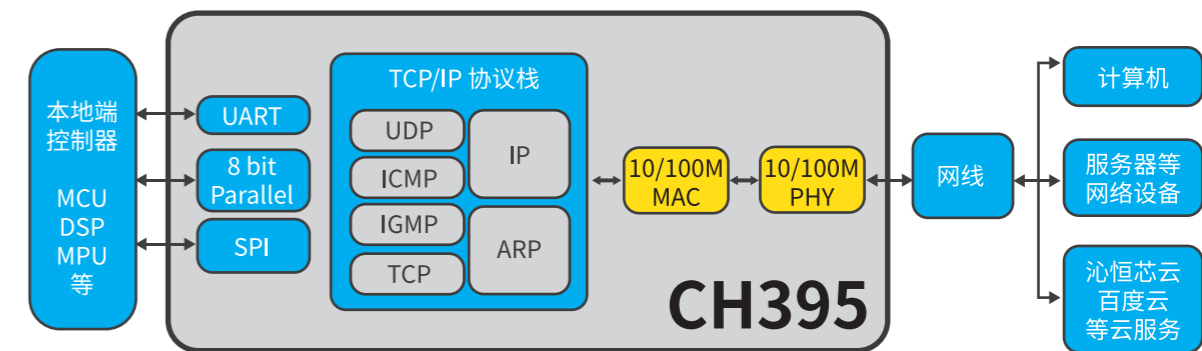 本地端
控制器
MCU
DSP
MPU
等
UART
8 bit
Parallel
SPI
TCP/IP 协议栈
UDP
ICMP
IGMP
TCP
IP
ARP
10/100M
MAC
10/100M
PHY
CH395
网线
计算机
服务器等
网络设备
沁恒芯云
百度云
等云服务